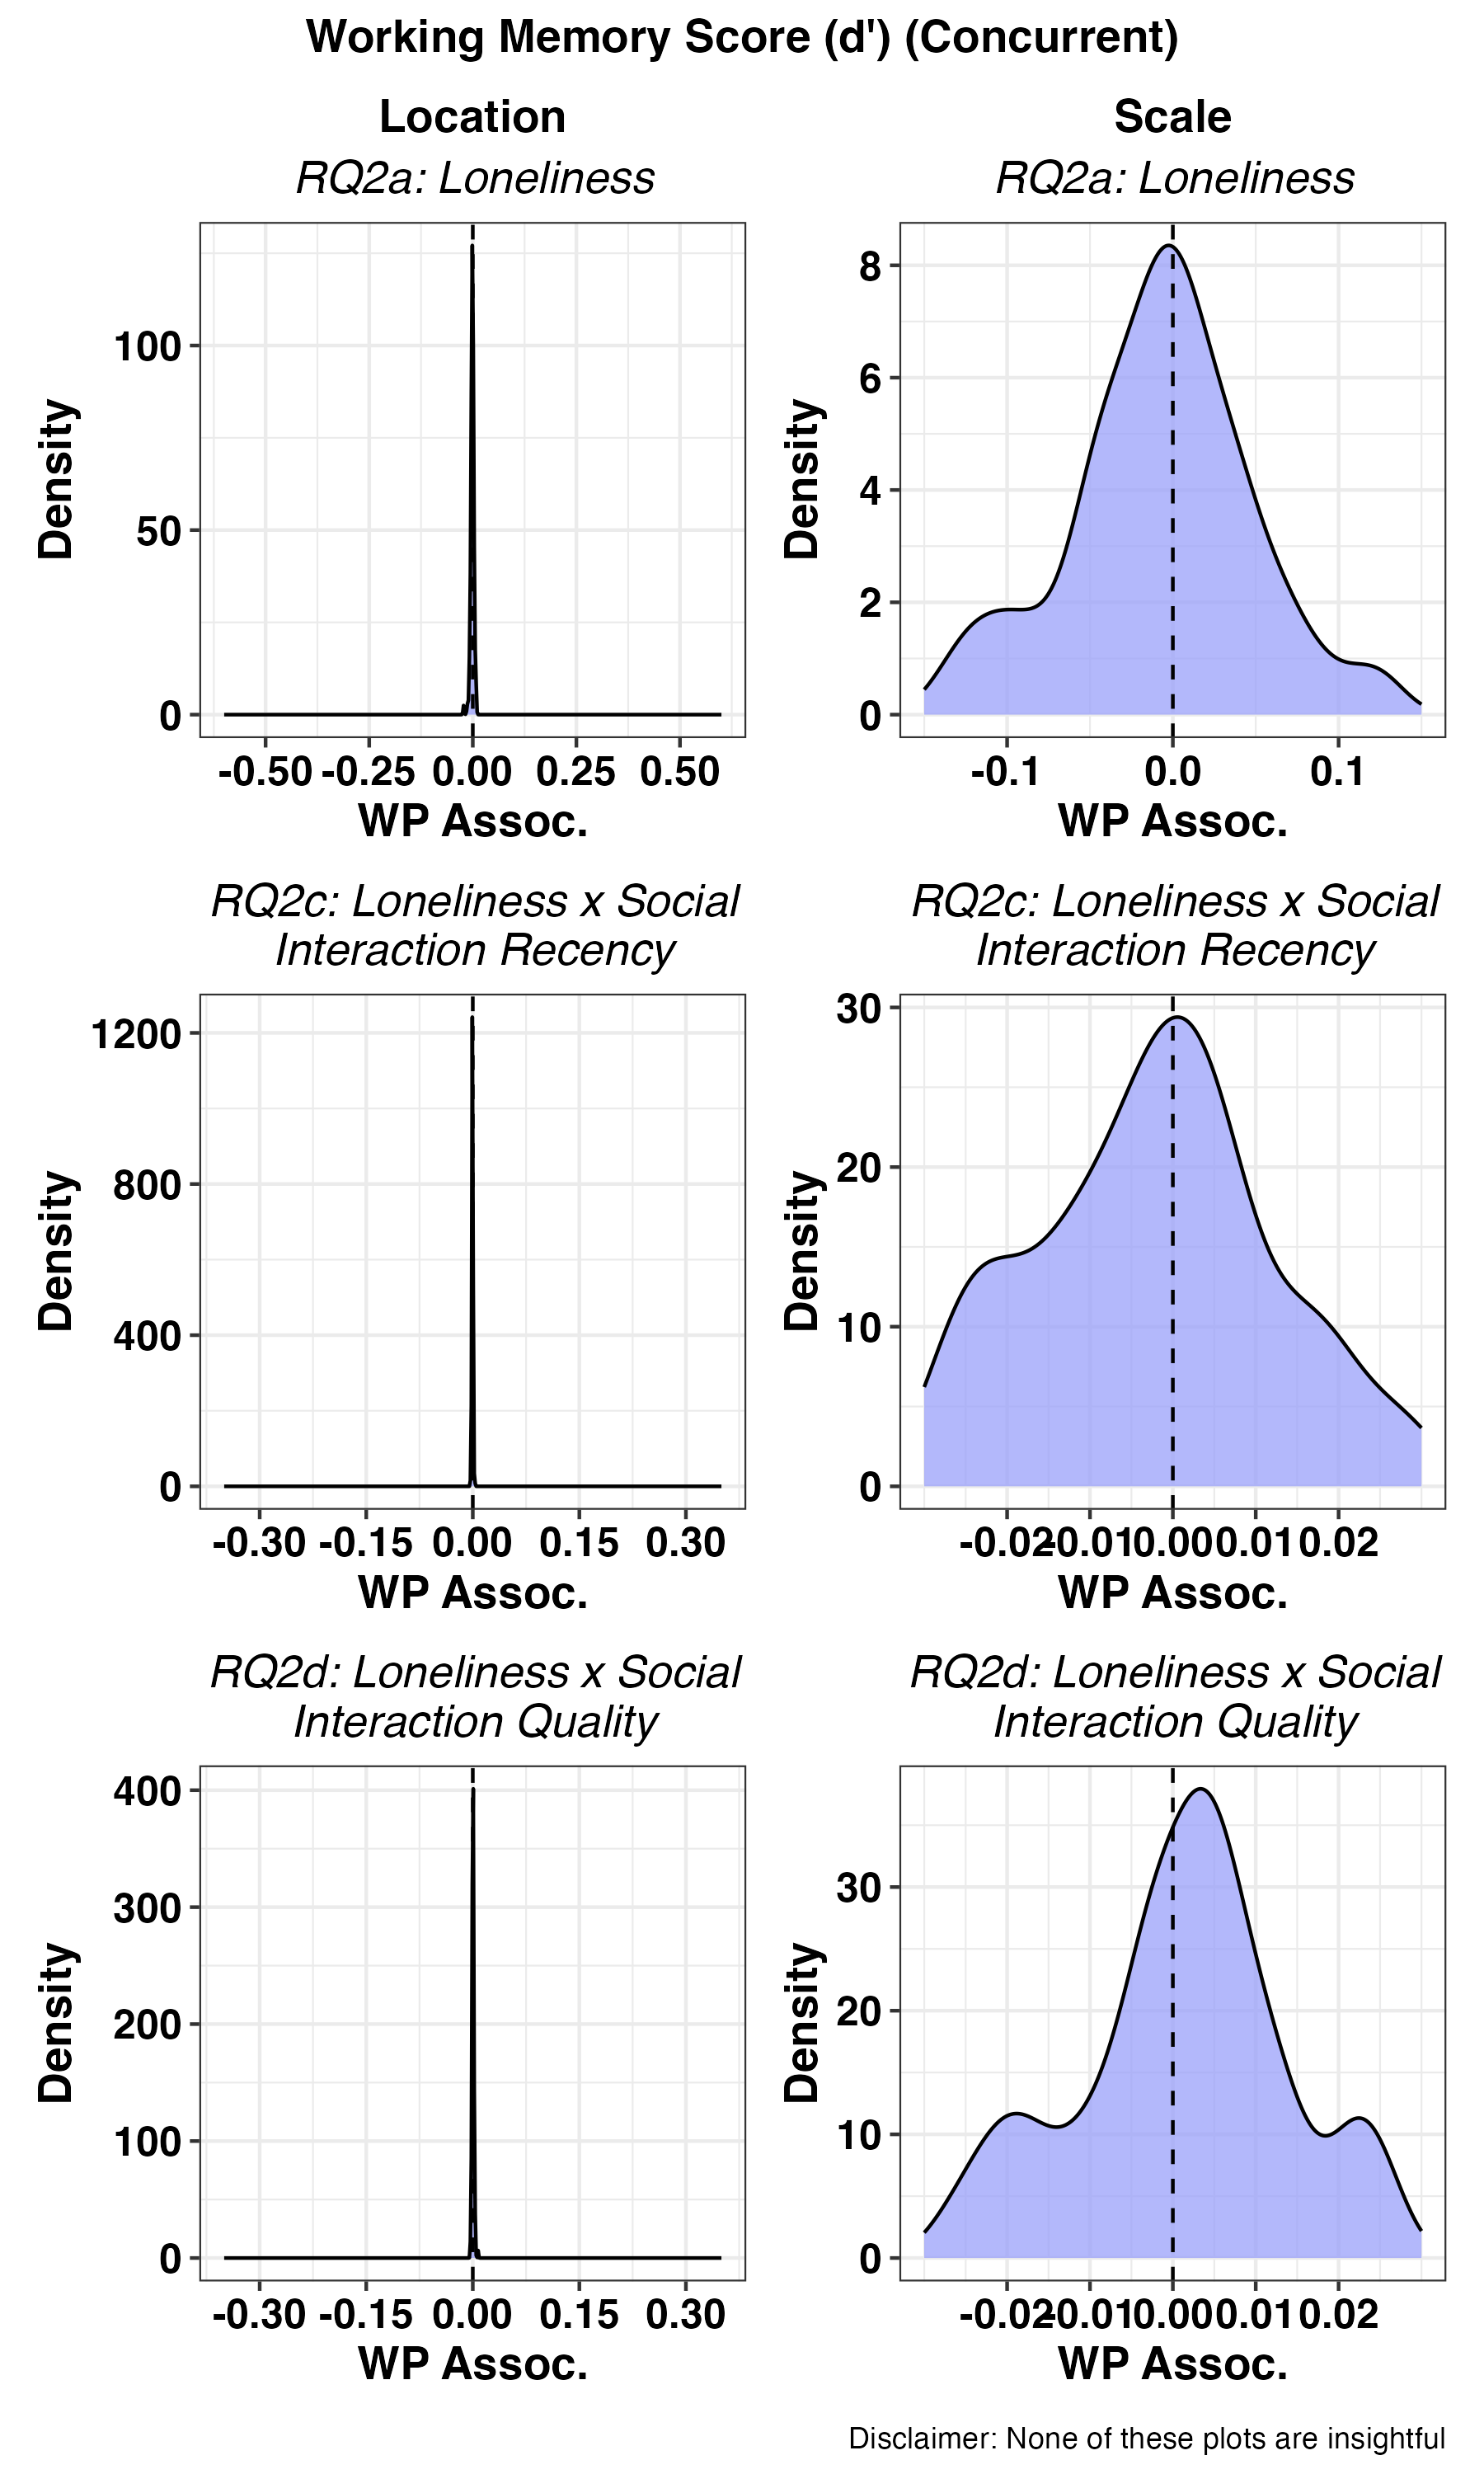 Working Memory Score (d') (Concurrent)
Location
Scale
RQ2a: Loneliness
RQ2a: Loneliness
Density
100
50
0
-0.50 -0.25 0.00 0.25 0.50
WP Assoc.
Density
8
6
4
2
0
-0.1 0.0 0.1
WP Assoc.
RQ2c: Loneliness x Social
Interaction Recency
RQ2c: Loneliness x Social
Interaction Recency
Density
1200
800
400
0
-0.30 -0.15 0.00 0.15 0.30
WP Assoc.
Density
30
20
10
0
-0.02 -0.01 0.00 0.01 0.02
WP Assoc.
RQ2d: Loneliness x Social
Interaction Quality
RQ2d: Loneliness x Social
Interaction Quality
Density
400
300
200
100
0
-0.30 -0.15 0.00 0.15 0.30
WP Assoc.
Density
30
20
10
0
-0.02 -0.01 0.00 0.01 0.02
WP Assoc.
Disclaimer: None of these plots are insightful